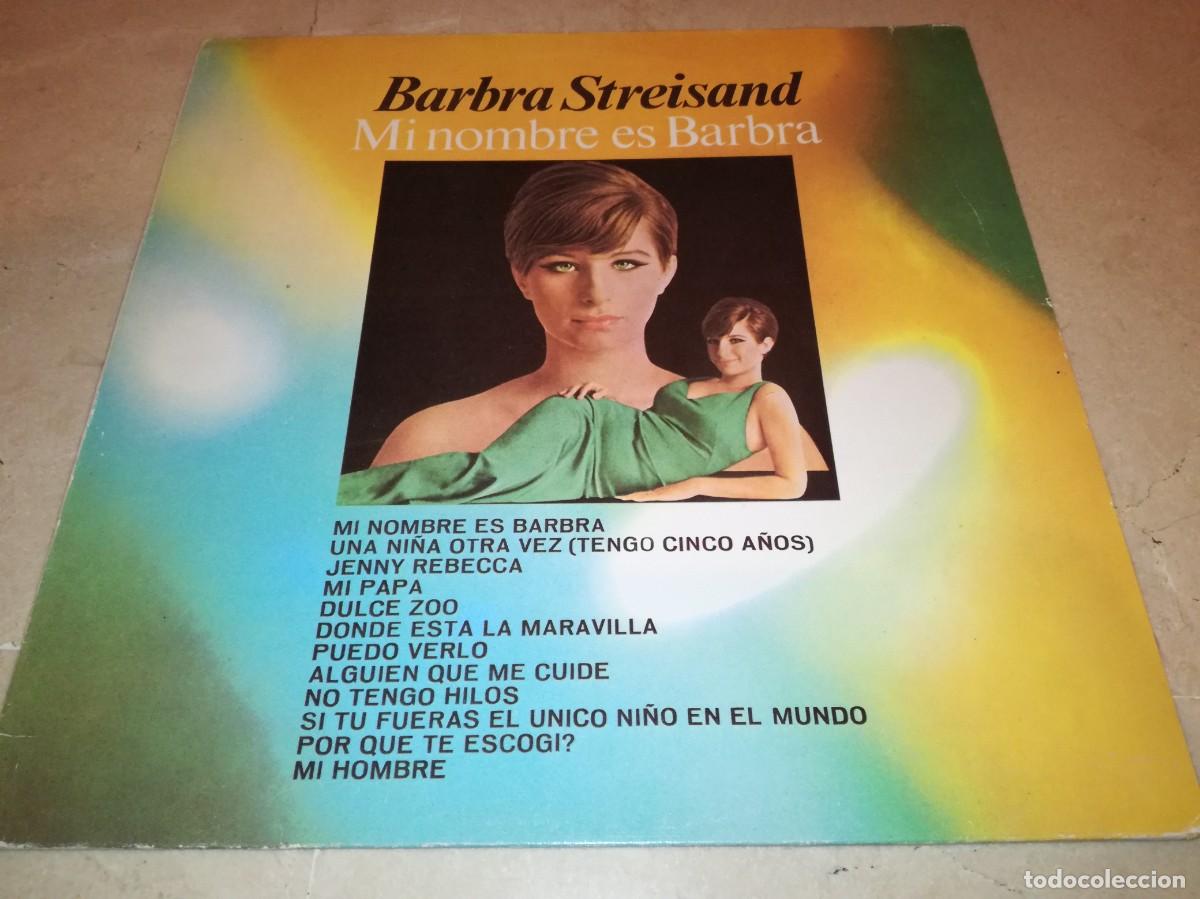 Barbra Streisand
Mi nombre es Barbra
MI NOMBRE ES BARBRA
UNA NIÑA OTRA VEZ (TENGO CINCO AÑOS)
JENNY REBECCA
MI PAPA
DULCE ZOO
DONDE ESTA LA MARAVILLA
PUEDO VERLO
ALGUIEN QUE ME CUIDE
NO TENGO HILOS
SI TU FUERAS EL UNICO NIÑO EN EL MUNDO
POR QUE TE ESCOGI?
MI HOMBRE
todocoleccion